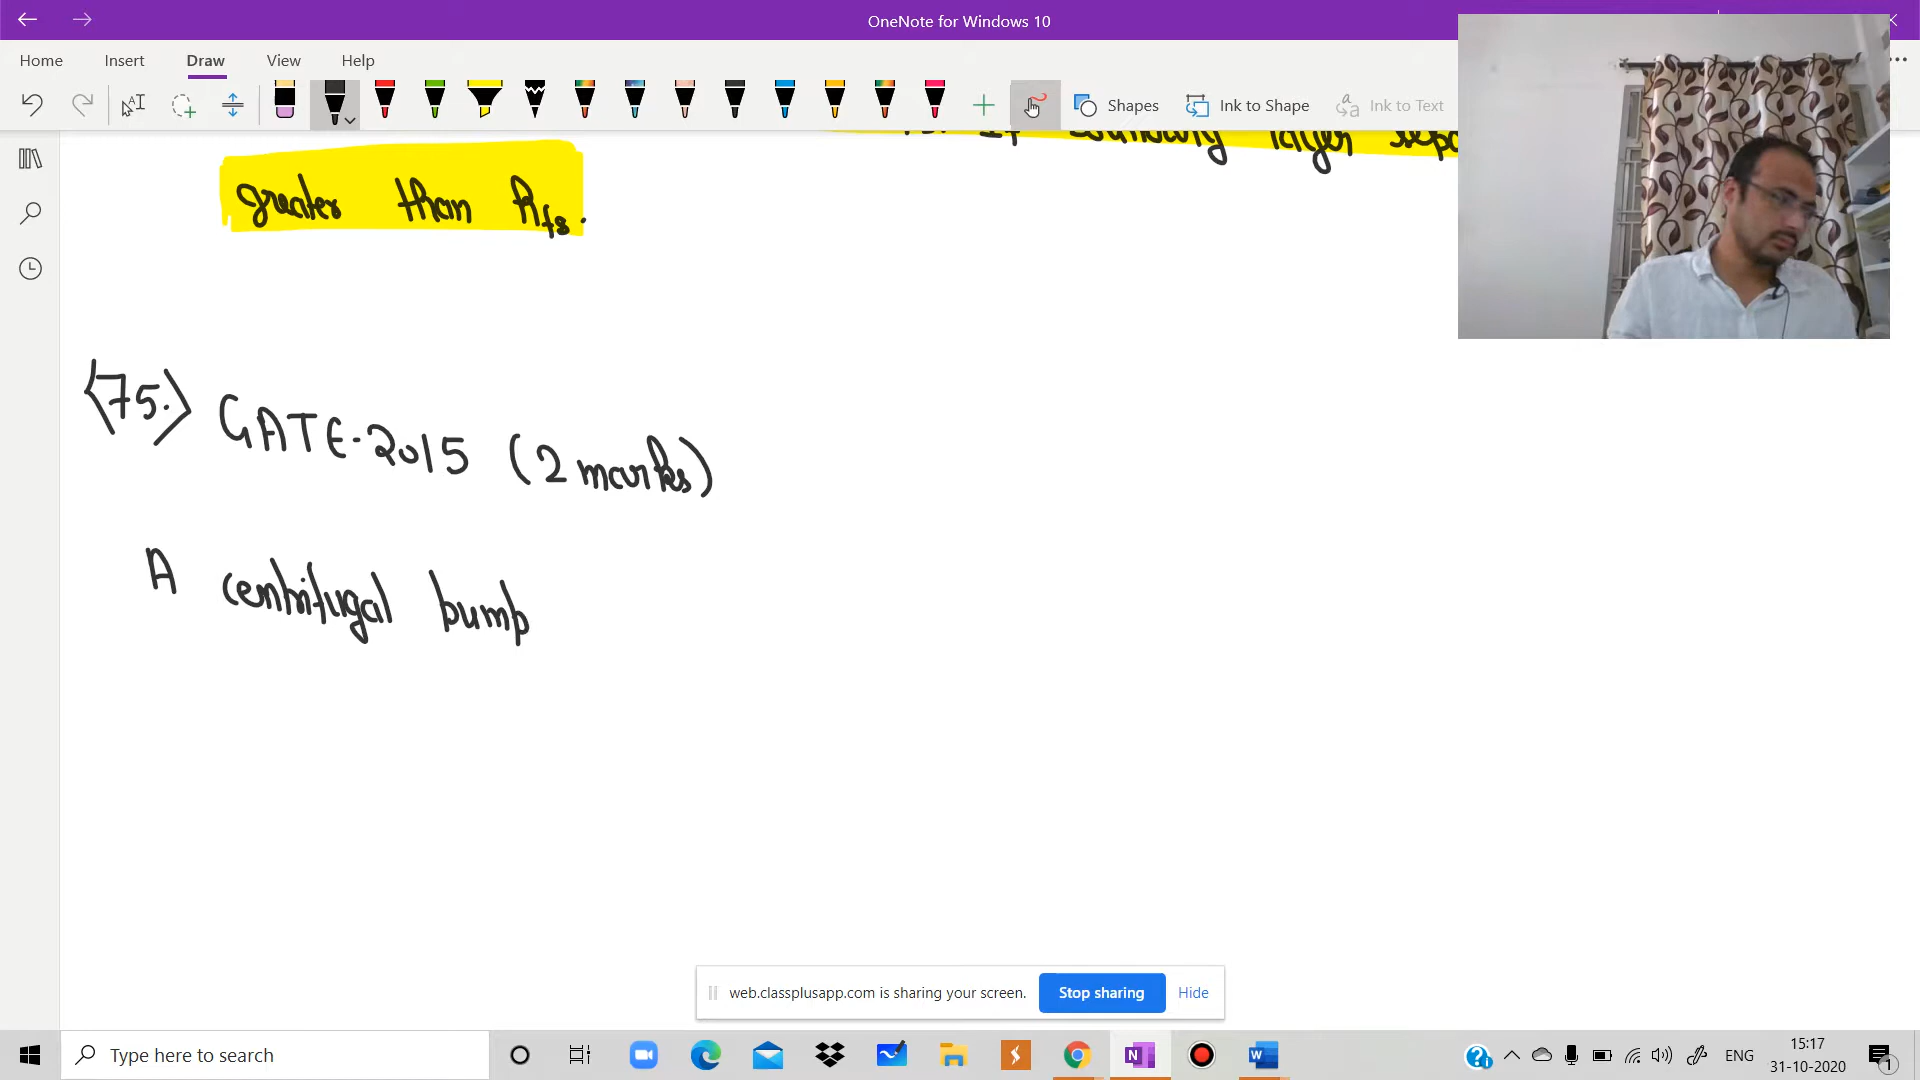 OneNote for Windows 10
Home Insert Draw View Help
Shapes Ink to Shape Ink to Text
larger
greater than
<75.> GATE-2015 (2 marks)
A centrifugal pump
web.classplusapp.com is sharing your screen. Stop sharing Hide
Type here to search
ENG
15:17
31-10-2020
1